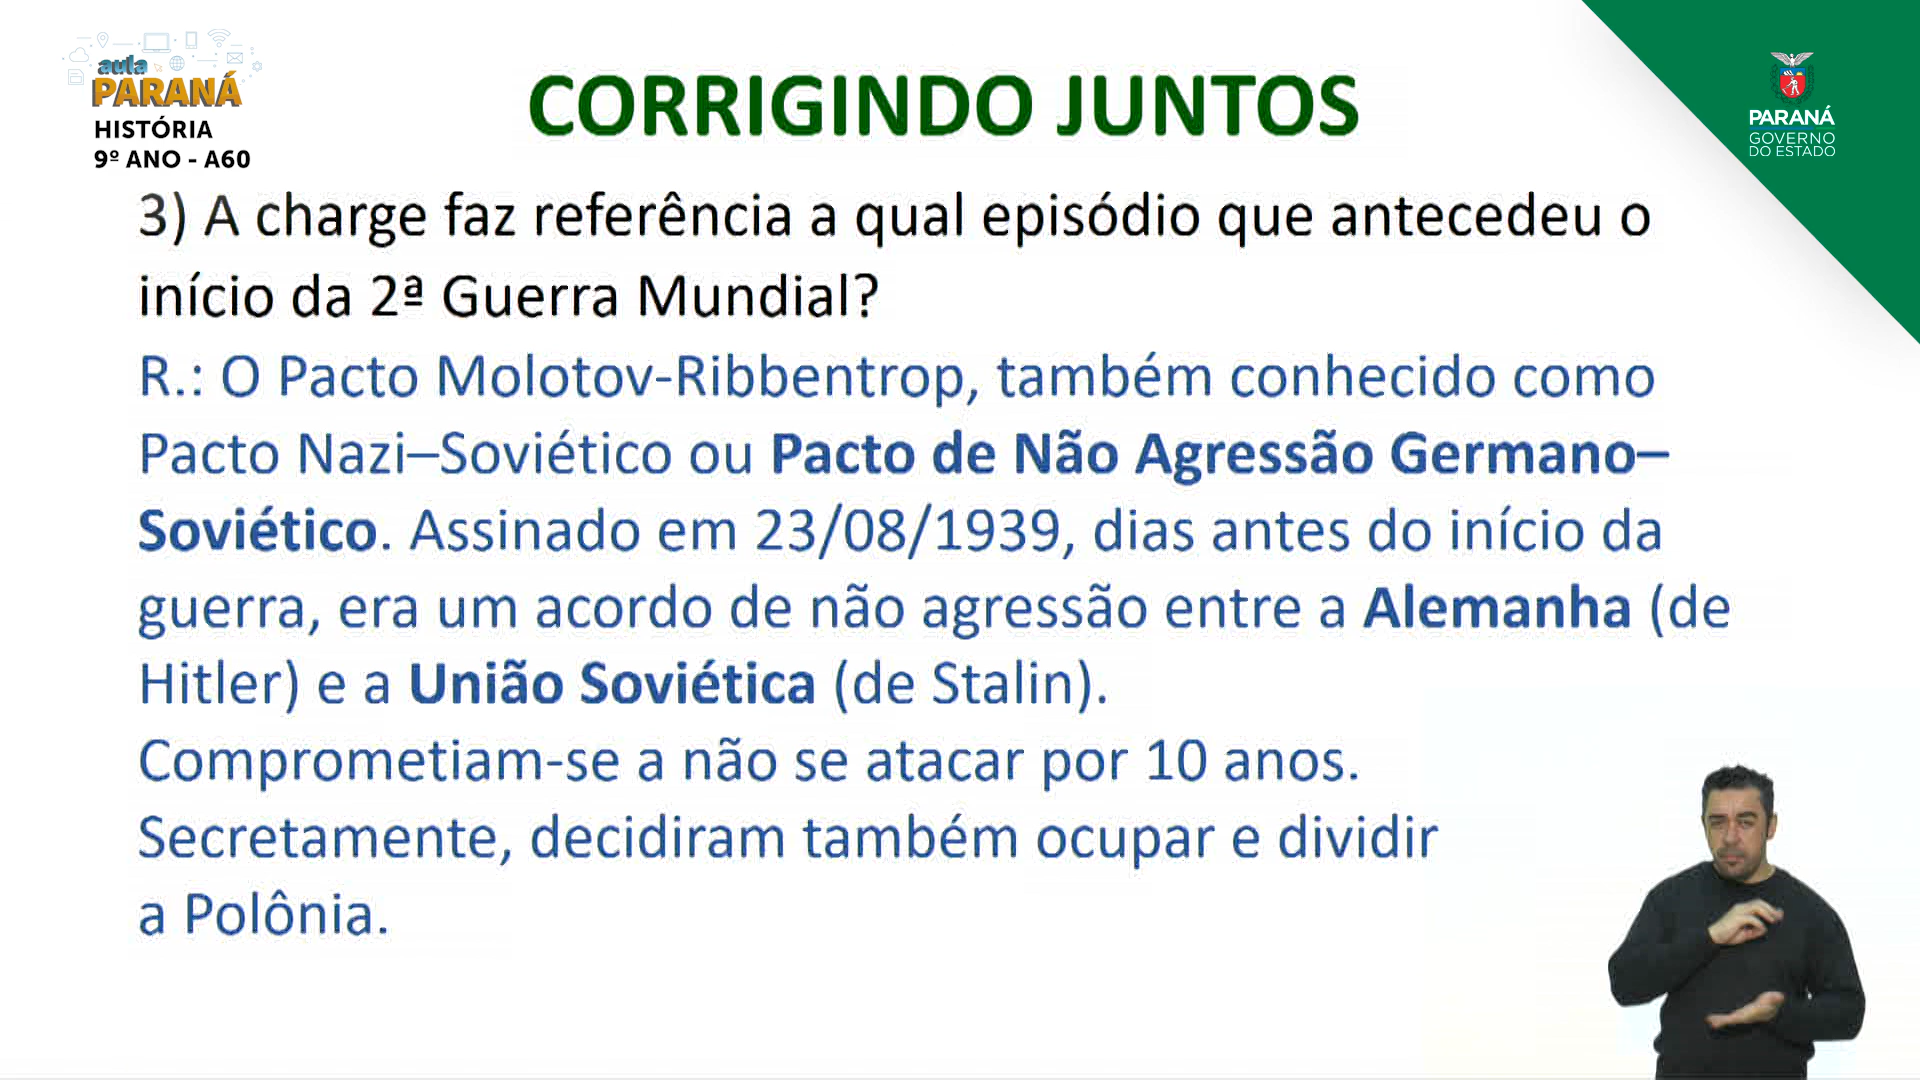 aula
PARANÁ
HISTÓRIA
9º ANO - A60
CORRIGINDO JUNTOS
PARANÁ
GOVERNO
DO ESTADO
3) A charge faz referência a qual episódio que antecedeu o
início da 2ª Guerra Mundial?
R.: O Pacto Molotov-Ribbentrop, também conhecido como
Pacto Nazi–Soviético ou Pacto de Não Agressão Germano–
Soviético. Assinado em 23/08/1939, dias antes do início da
guerra, era um acordo de não agressão entre a Alemanha (de
Hitler) e a União Soviética (de Stalin).
Comprometiam-se a não se atacar por 10 anos.
Secretamente, decidiram também ocupar e dividir
a Polônia.